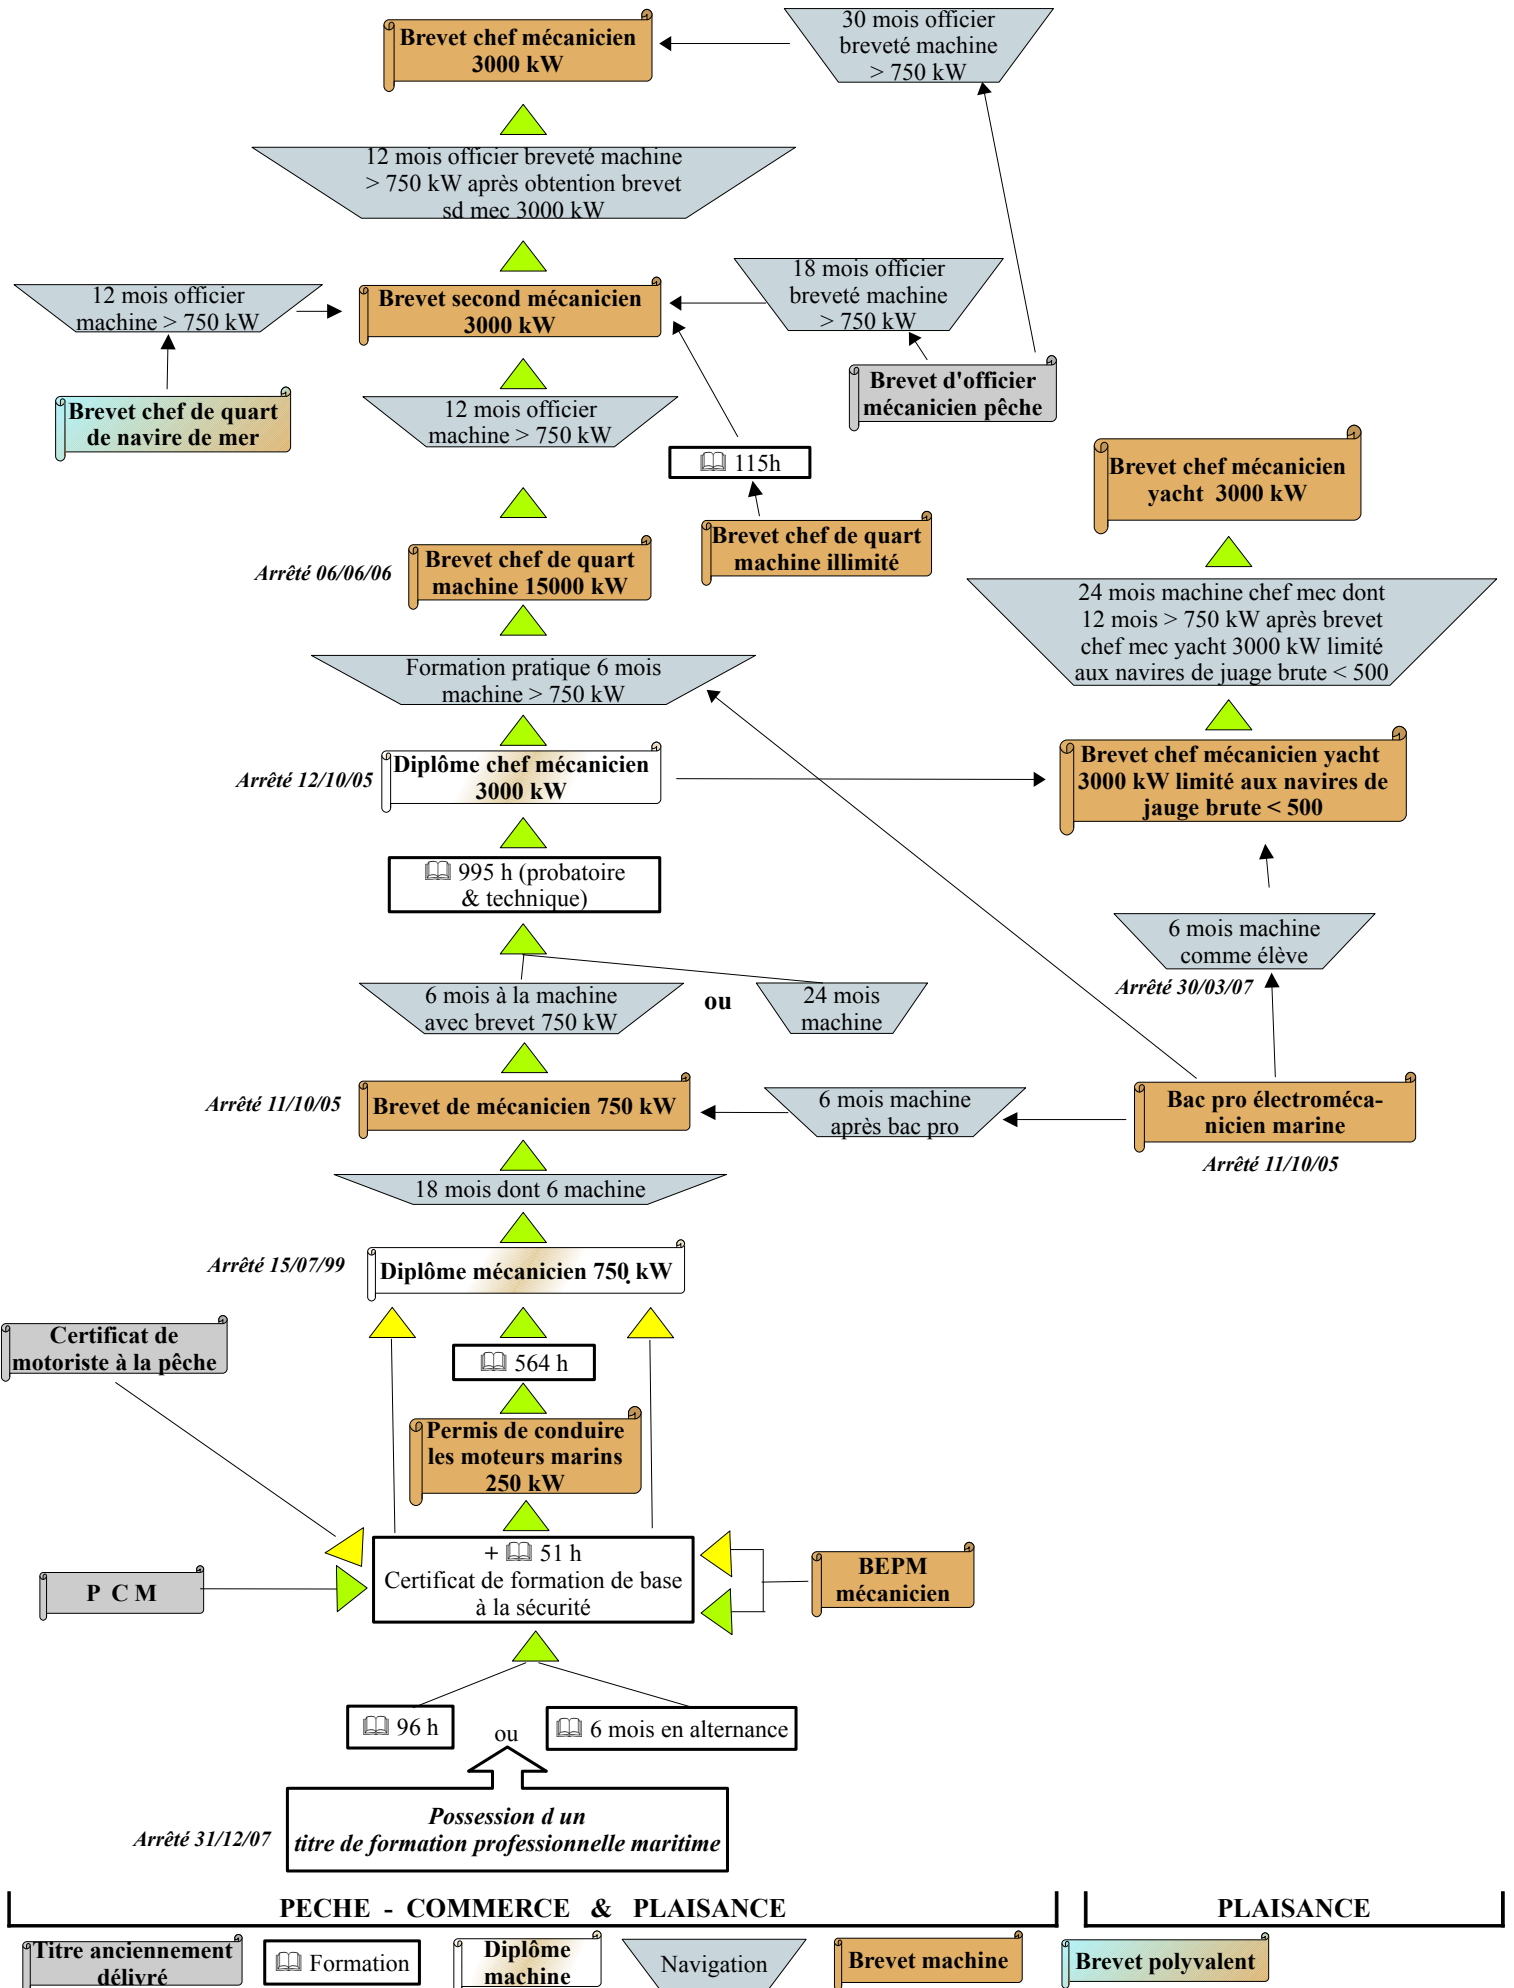 30 mois officier
breveté machine
> 750 kW
Brevet chef mécanicien
3000 kW
12 mois officier breveté machine
> 750 kW après obtention brevet
sd mec 3000 kW
12 mois officier
machine > 750 kW
Brevet second mécanicien
3000 kW
18 mois officier
breveté machine
> 750 kW
Brevet d'officier
mécanicien pêche
Brevet chef de quart
de navire de mer
12 mois officier
machine > 750 kW
115h
Brevet chef mécanicien
yacht 3000 kW
Brevet chef de quart
machine illimité
Arrêté 06/06/06
Brevet chef de quart
machine 15000 kW
24 mois machine chef mec dont
12 mois > 750 kW après brevet
chef mec yacht 3000 kW limité
aux navires de juage brute < 500
Formation pratique 6 mois
machine > 750 kW
Arrêté 12/10/05
Diplôme chef mécanicien
3000 kW
Brevet chef mécanicien yacht
3000 kW limité aux navires de
jauge brute < 500
995 h (probatoire
& technique)
6 mois machine
comme élève
Arrêté 30/03/07
6 mois à la machine
avec brevet 750 kW
ou
24 mois
machine
Arrêté 11/10/05
Brevet de mécanicien 750 kW
6 mois machine
après bac pro
Bac pro électroméca-
nicien marine
Arrêté 11/10/05
18 mois dont 6 machine
Arrêté 15/07/99
Diplôme mécanicien 750 kW
Certificat de
motoriste à la pêche
564 h
Permis de conduire
les moteurs marins
250 kW
+ 51 h
Certificat de formation de base
à la sécurité
P C M
BEPM
mécanicien
96 h
ou
6 mois en alternance
Arrêté 31/12/07
Possession d un
titre de formation professionnelle maritime
PECHE - COMMERCE & PLAISANCE
PLAISANCE
Titre anciennement
délivré
Formation
Diplôme
machine
Navigation
Brevet machine
Brevet polyvalent